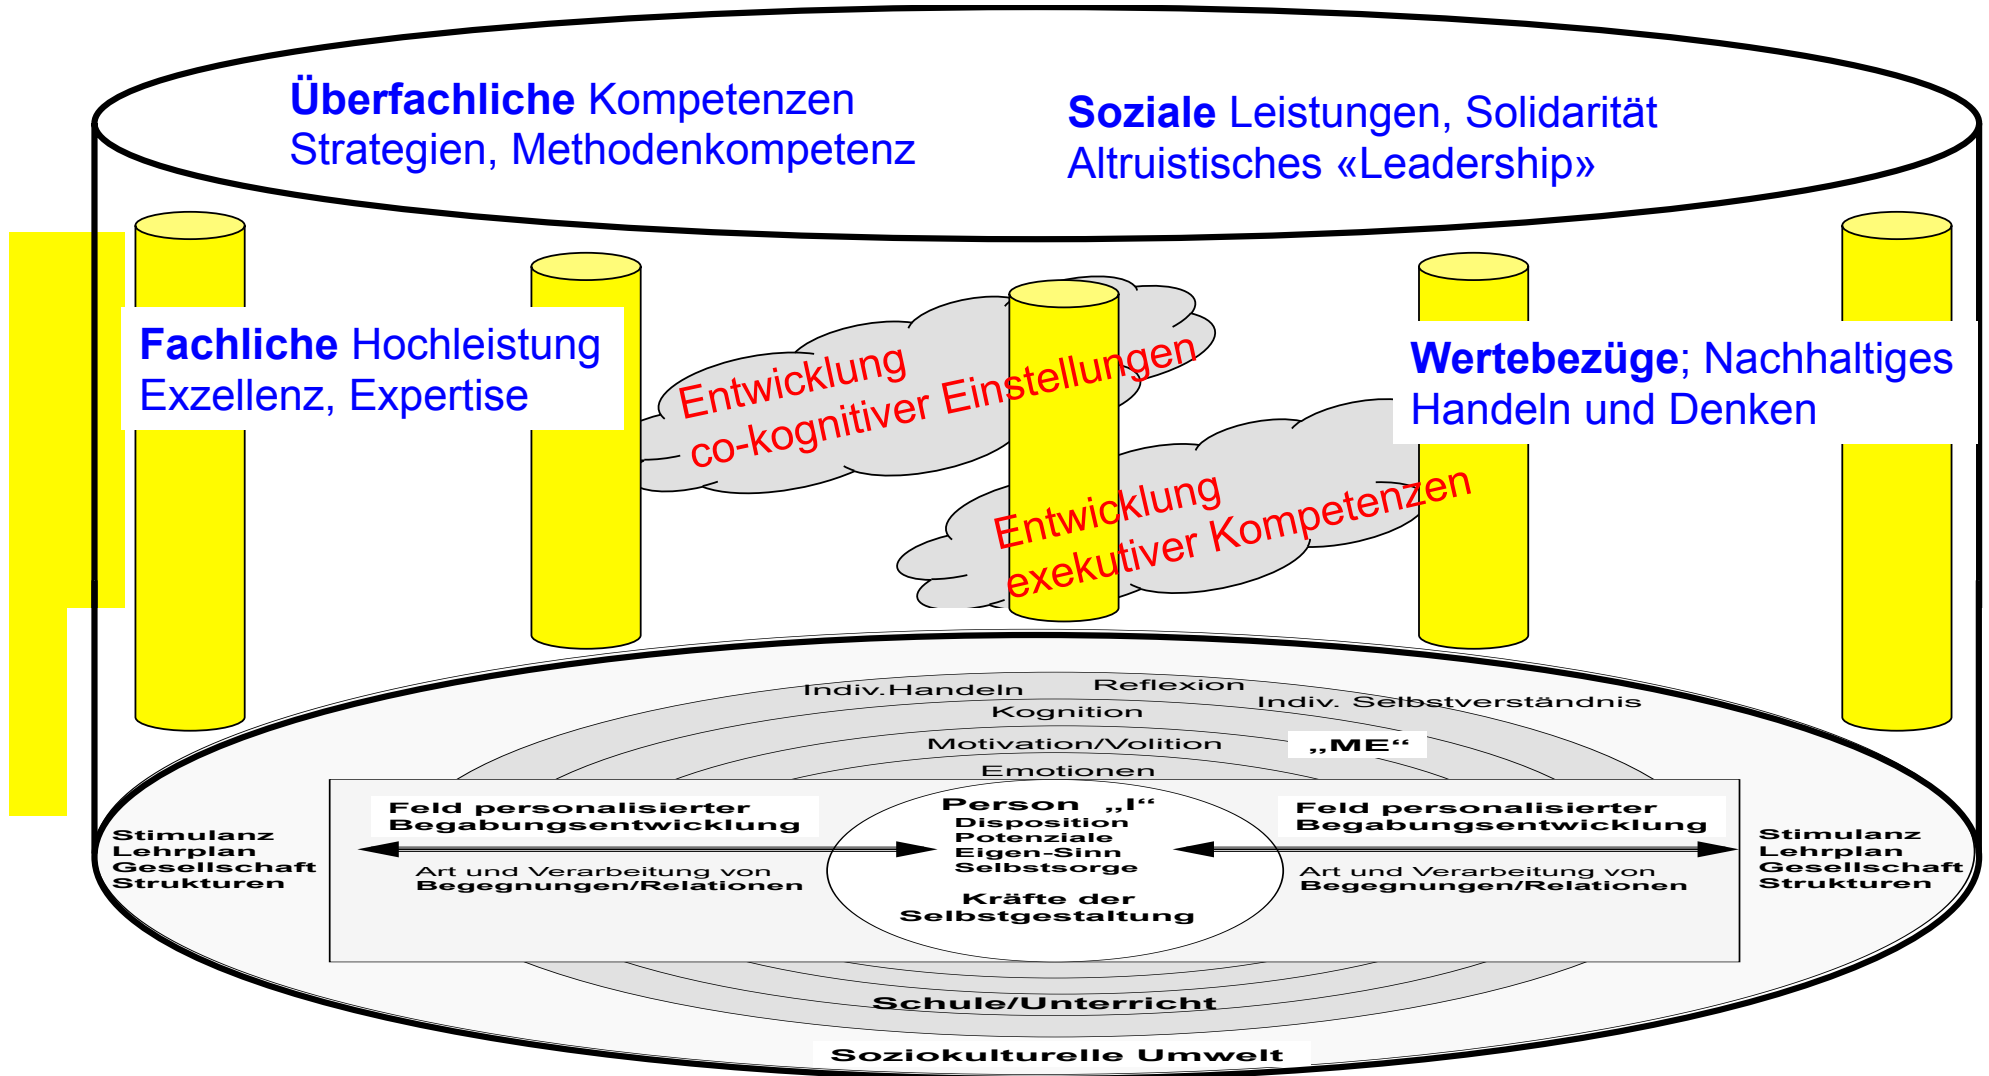 Überfachliche Kompetenzen
Strategien, Methodenkompetenz
Soziale Leistungen, Solidarität
Altruistisches «Leadership»
Fachliche Hochleistung
Exzellenz, Expertise
Entwicklung
co-kognitiver Einstellungen
Wertebezüge; Nachhaltiges
Handeln und Denken
Entwicklung
exekutiver Kompetenzen
Indiv.Handeln
Reflexion
Indiv. Selbstverständnis
Kognition
Motivation/Volition
„ME“
Emotionen
Stimulanz
Lehrplan
Gesellschaft
Strukturen
Feld personalisierter
Begabungsentwicklung
Art und Verarbeitung von
Begegnungen/Relationen
Person „I“
Disposition
Potenziale
Eigen-Sinn
Selbstsorge
Kräfte der
Selbstgestaltung
Feld personalisierter
Begabungsentwicklung
Art und Verarbeitung von
Begegnungen/Relationen
Stimulanz
Lehrplan
Gesellschaft
Strukturen
Schule/Unterricht
Soziokulturelle Umwelt